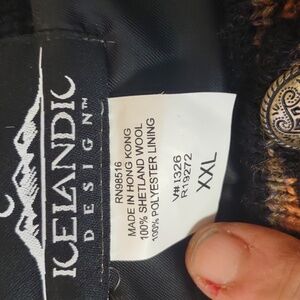 ICELANDIC
DESIGN™
RN98516
MADE IN HONG KONG
100% SHETLAND WOOL
100% POLYESTER LINING
V# 1326
R19272
XXL